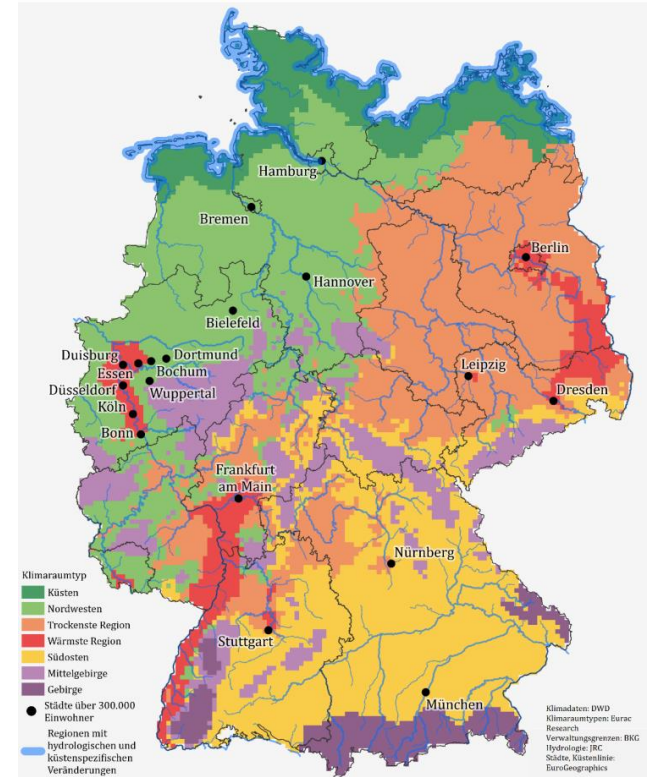 Hamburg
Bremen
Berlin
Hannover
Bielefeld
Duisburg
Dortmund
Essen
Bochum
Düsseldorf
Wuppertal
Köln
Bonn
Leipzig
Dresden
Frankfurt
am Main
Nürnberg
Stuttgart
München
Klimaraumtyp
Küsten
Nordwesten
Trockenste Region
Wärmste Region
Südosten
Mittelgebirge
Gebirge
Städte über 300.000
Einwohner
Regionen mit
hydrologischen und
küstenspezifischen
Veränderungen
Klimadaten: DWD
Klimaraumtypen: Eurac
Research
Verwaltungsgrenzen: BKG
Hydrologie: JRC
Städte, Küstenlinie:
EuroGeographics